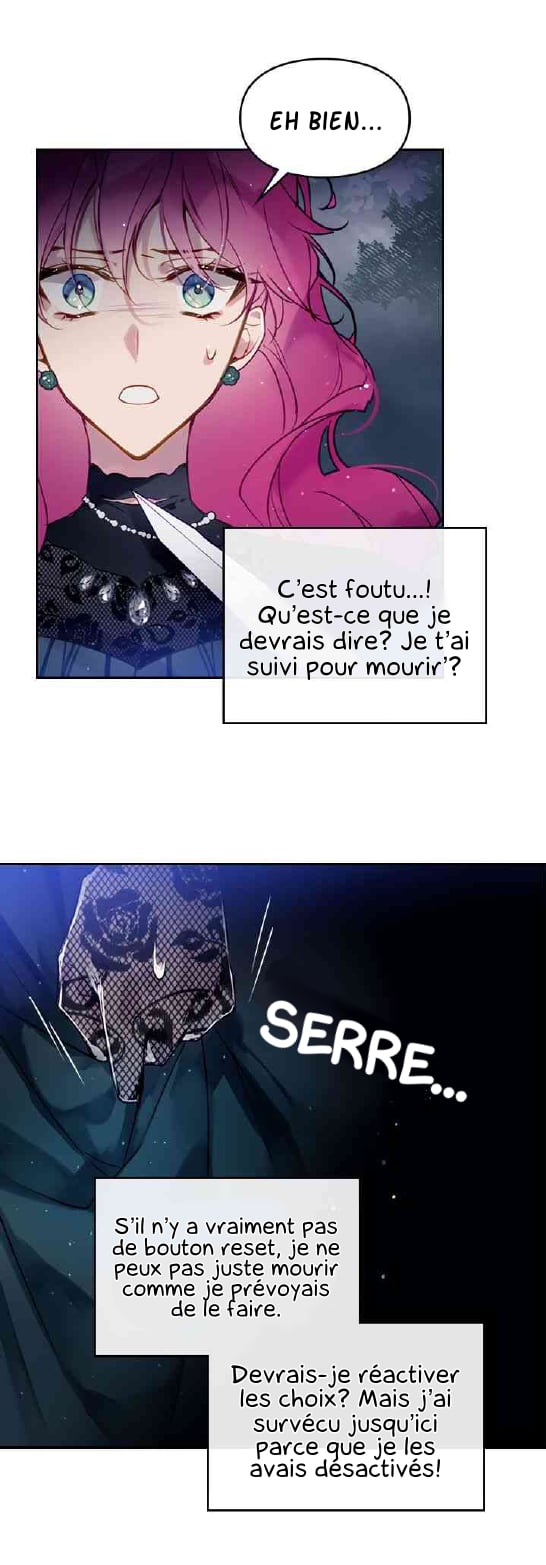 EH BIEN...
C'est foutu...!
Qu'est-ce que je
devrais dire? Je t'ai
suivi pour mourir'?
SERRE...
S'il n'y a vraiment pas
de bouton reset, je ne
peux pas juste mourir
comme je prévoyais
de le faire.
Devrais-je réactiver
les choix? Mais j'ai
survécu jusqu'ici
parce que je les
avais désactivés!